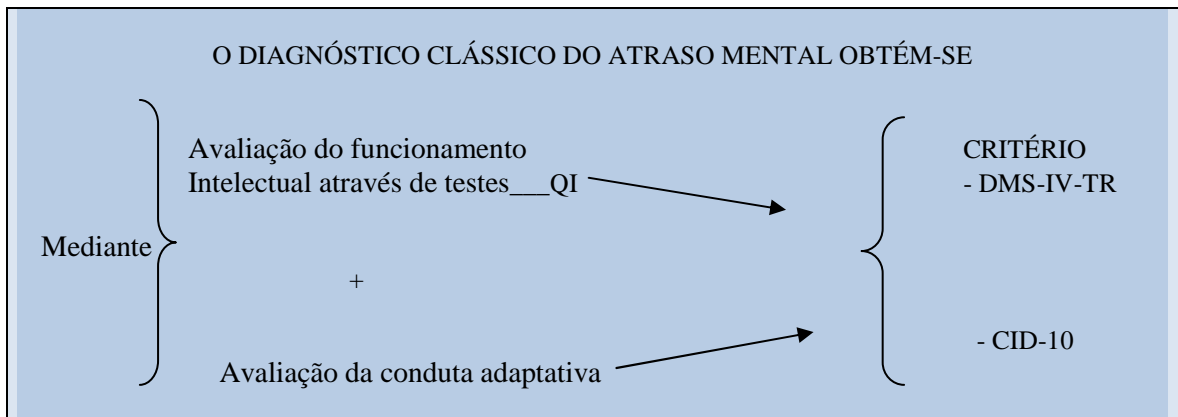 O DIAGNÓSTICO CLÁSSICO DO ATRASO MENTAL OBTÉM-SE
Avaliação do funcionamento
Intelectual através de testes___QI
Mediante
+
Avaliação da conduta adaptativa
CRITÉRIO
- DMS-IV-TR
- CID-10